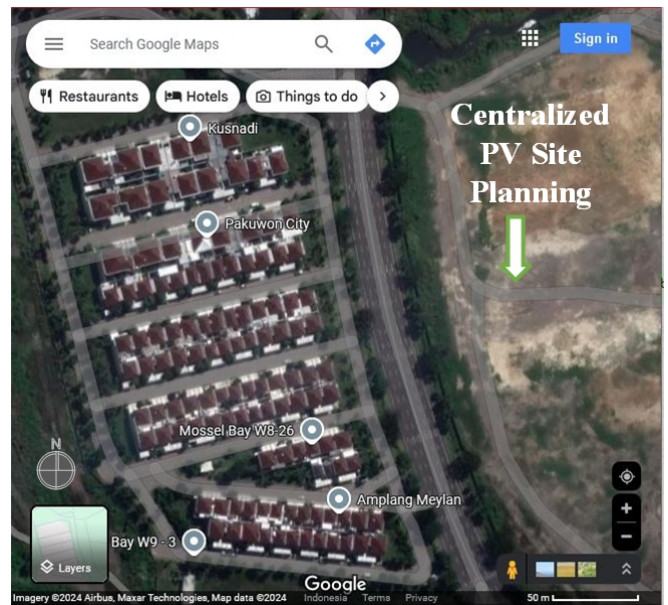 Search Google Maps
Sign in
Restaurants
Hotels
Things to do
Centralized
PV Site
Planning
Kusnadi
Pakuwon City
Mossel Bay W8-26
Amplang Meylan
Bay W9 - 3
N
Layers
Google
Imagery ©2024 Airbus, Maxar Technologies, Map data ©2024 Indonesia Terms Privacy 50 m